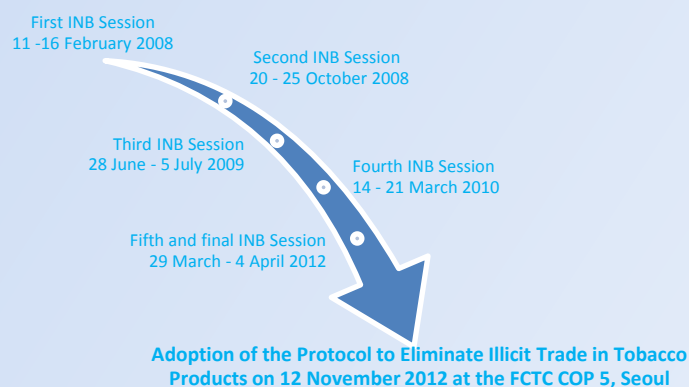 First INB Session
11 -16 February 2008
Second INB Session
20 - 25 October 2008
Third INB Session
28 June - 5 July 2009
Fourth INB Session
14 - 21 March 2010
Fifth and final INB Session
29 March - 4 April 2012
Adoption of the Protocol to Eliminate Illicit Trade in Tobacco
Products on 12 November 2012 at the FCTC COP 5, Seoul